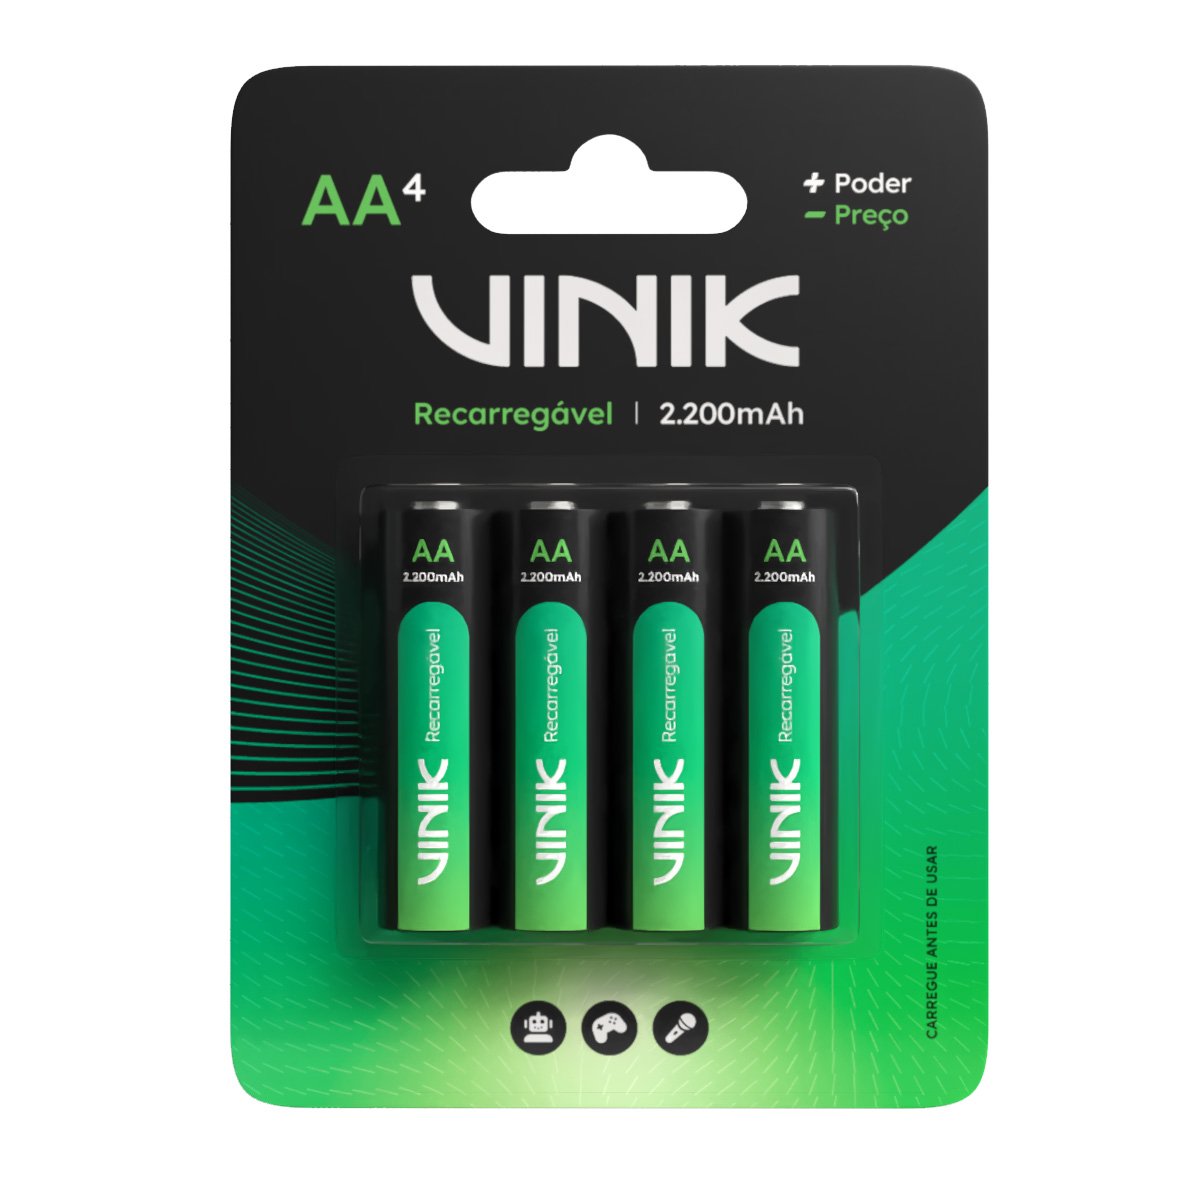 AA⁴
+ Poder
- Preço
VINIK
Recarregável | 2.200mAh
AA
2.200mAh
Recarregável
VINIK
AA
2.200mAh
Recarregável
VINIK
AA
2.200mAh
Recarregável
VINIK
AA
2.200mAh
Recarregável
VINIK
CARREGUE ANTES DE USAR